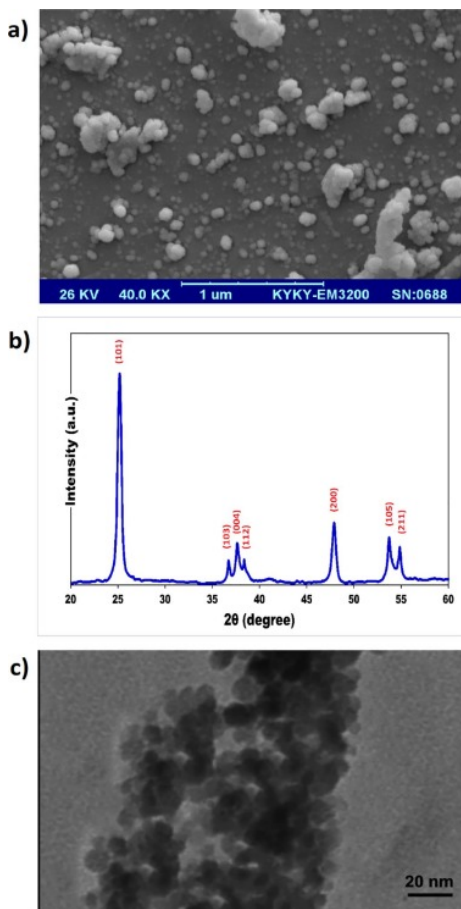 a)
26 KV 40.0 KX 1 um KYKY-EM3200 SN:0688
b)
Intensity (a.u.)
(101)
(103)
(004)
(112)
(200)
(105)
(211)
20 25 30 35 40 45 50 55 60
2θ (degree)
c)
20 nm